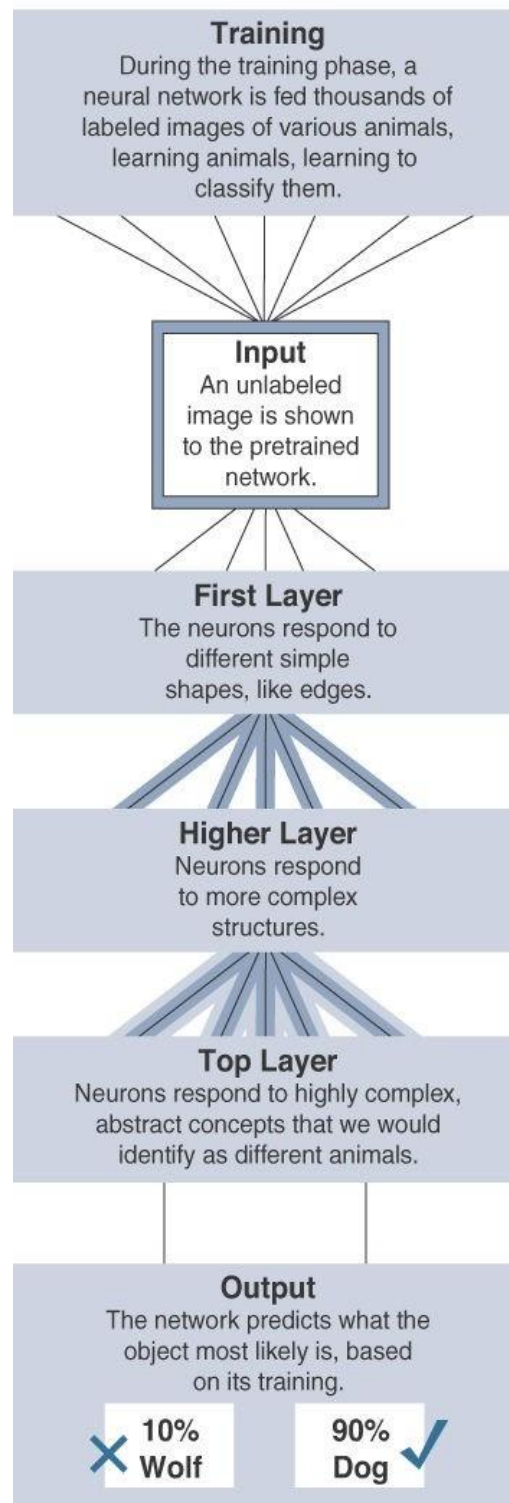 Training
During the training phase, a
neural network is fed thousands of
labeled images of various animals,
learning animals, learning to
classify them.
Input
An unlabeled
image is shown
to the pretrained
network.
First Layer
The neurons respond to
different simple
shapes, like edges.
Higher Layer
Neurons respond
to more complex
structures.
Top Layer
Neurons respond to highly complex,
abstract concepts that we would
identify as different animals.
Output
The network predicts what the
object most likely is, based
on its training.
10%
Wolf
90%
Dog